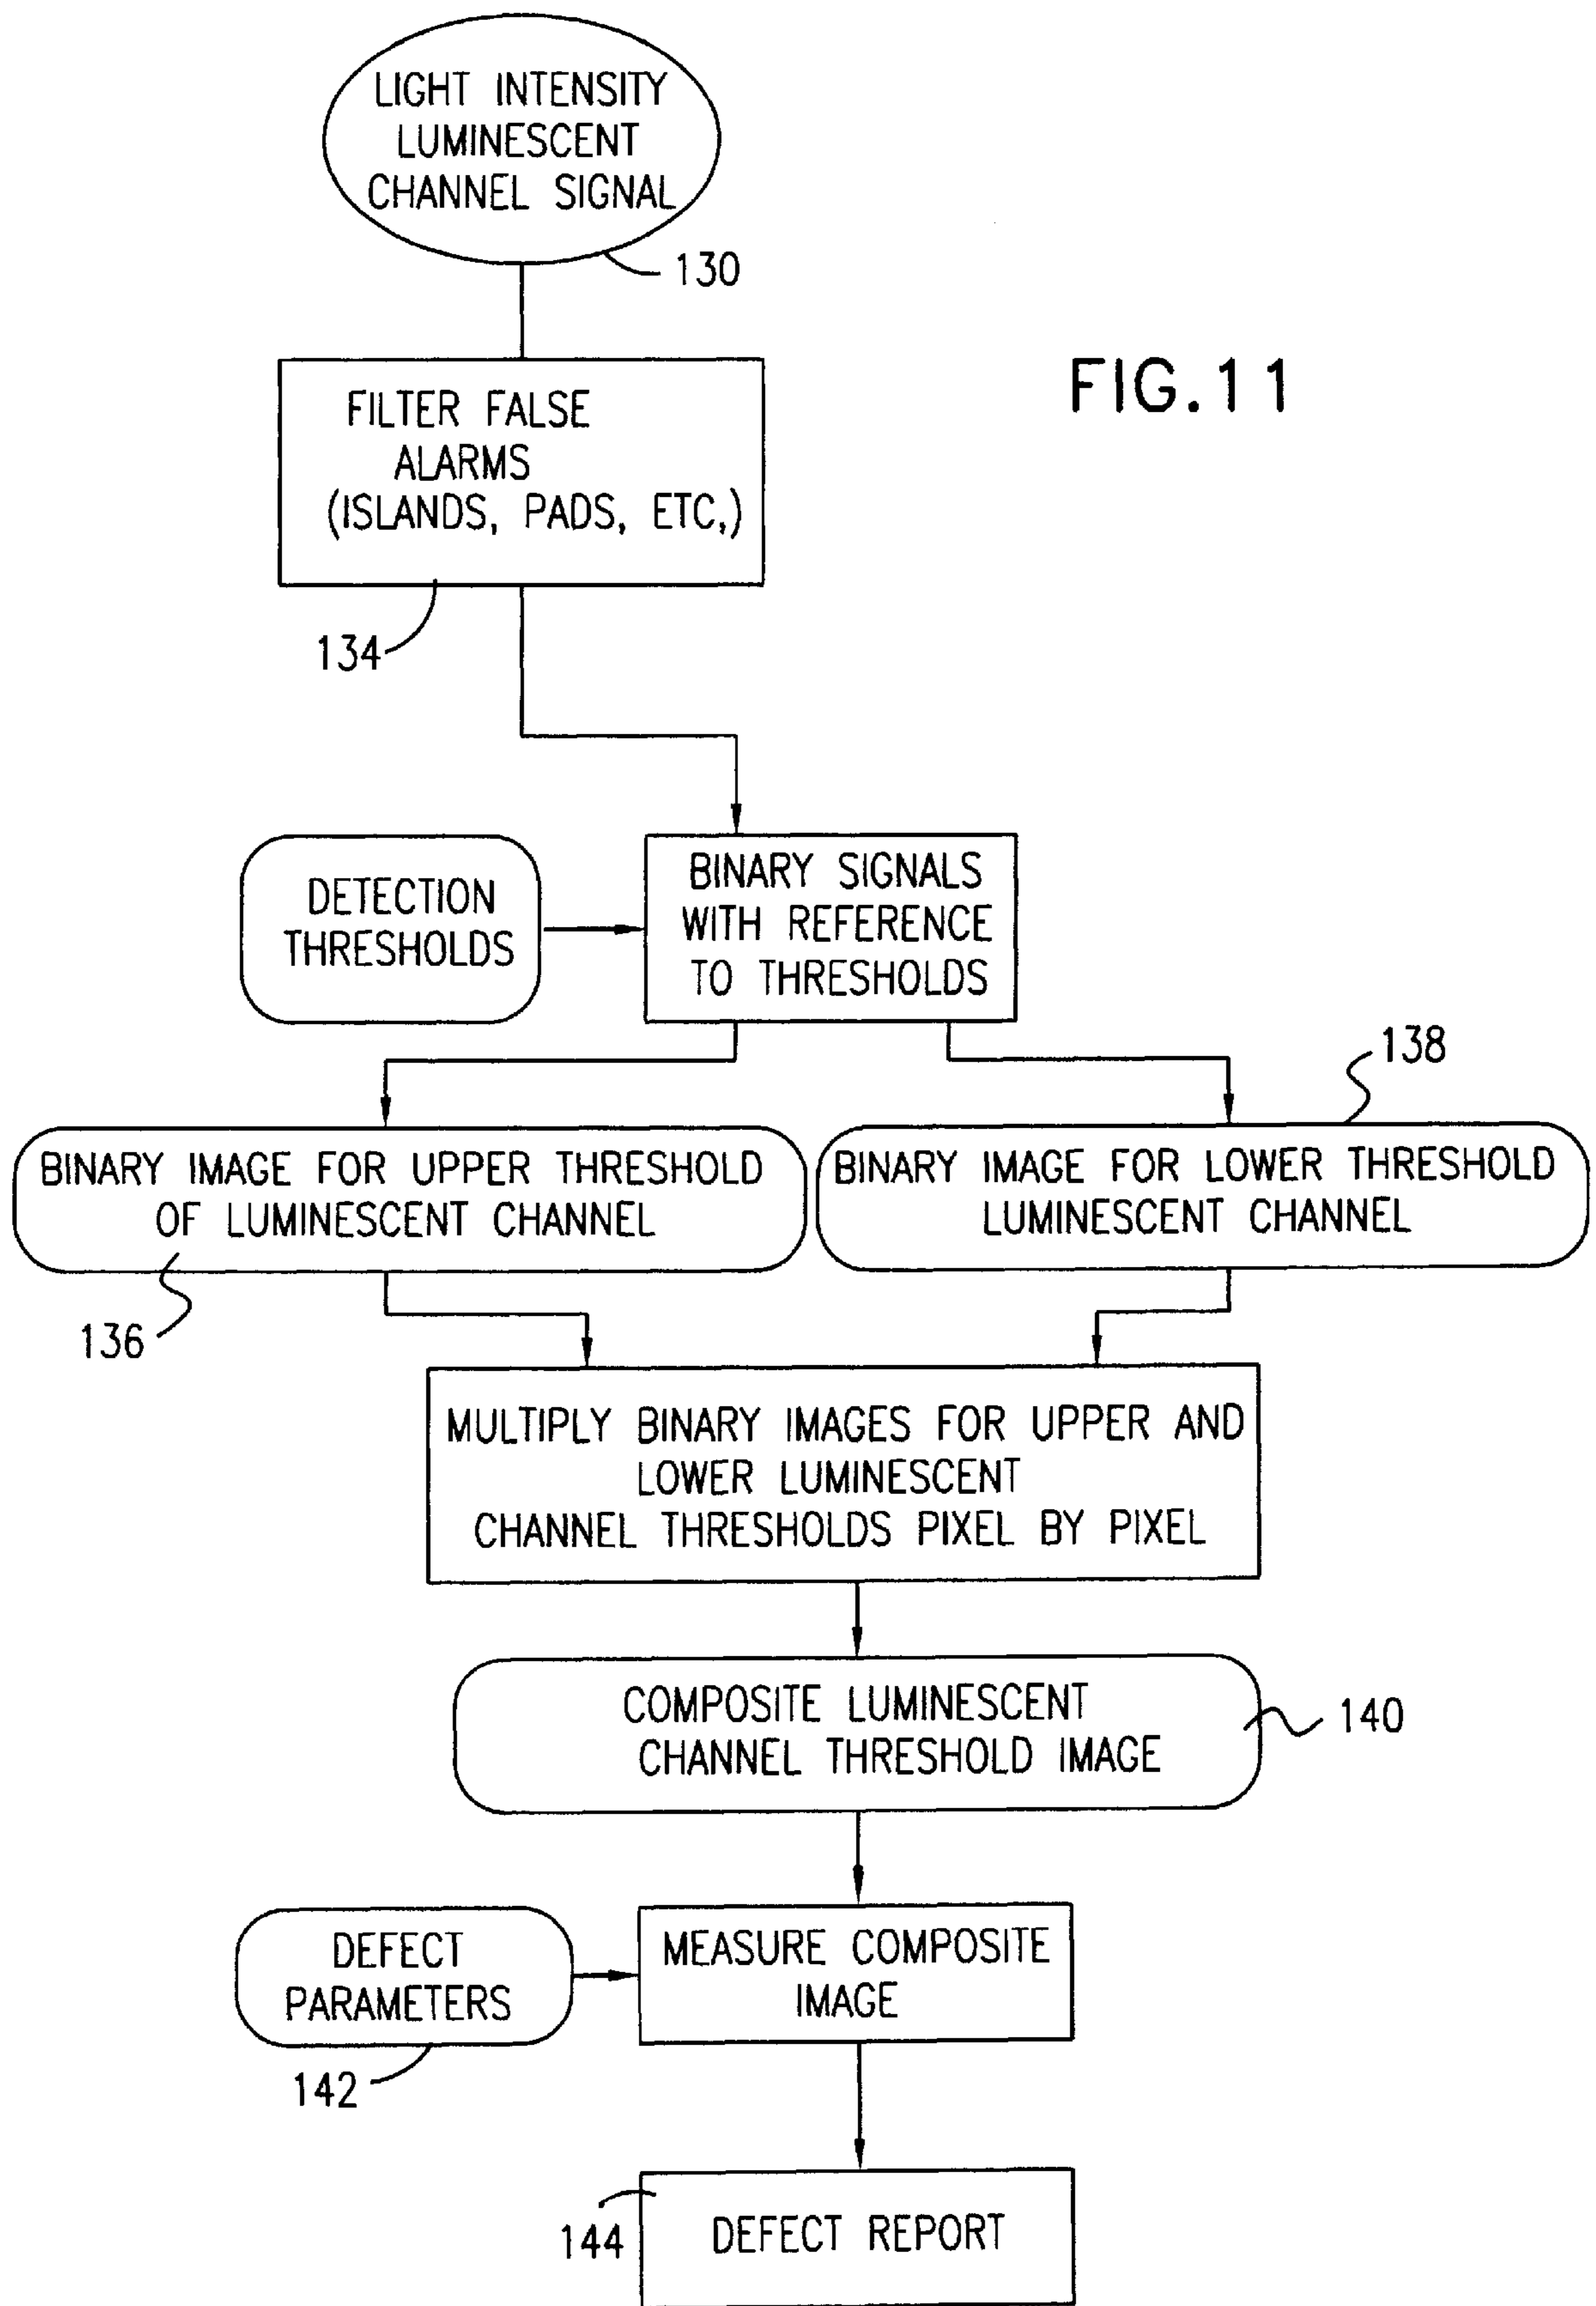 LIGHT INTENSITY
LUMINESCENT
CHANNEL SIGNAL
130
FIG.11
FILTER FALSE
ALARMS
(ISLANDS, PADS, ETC,)
134
DETECTION
THRESHOLDS
BINARY SIGNALS
WITH REFERENCE
TO THRESHOLDS
138
BINARY IMAGE FOR UPPER THRESHOLD
OF LUMINESCENT CHANNEL
136
BINARY IMAGE FOR LOWER THRESHOLD
LUMINESCENT CHANNEL
MULTIPLY BINARY IMAGES FOR UPPER AND
LOWER LUMINESCENT
CHANNEL THRESHOLDS PIXEL BY PIXEL
COMPOSITE LUMINESCENT
CHANNEL THRESHOLD IMAGE
140
DEFECT
PARAMETERS
142
MEASURE COMPOSITE
IMAGE
144
DEFECT REPORT